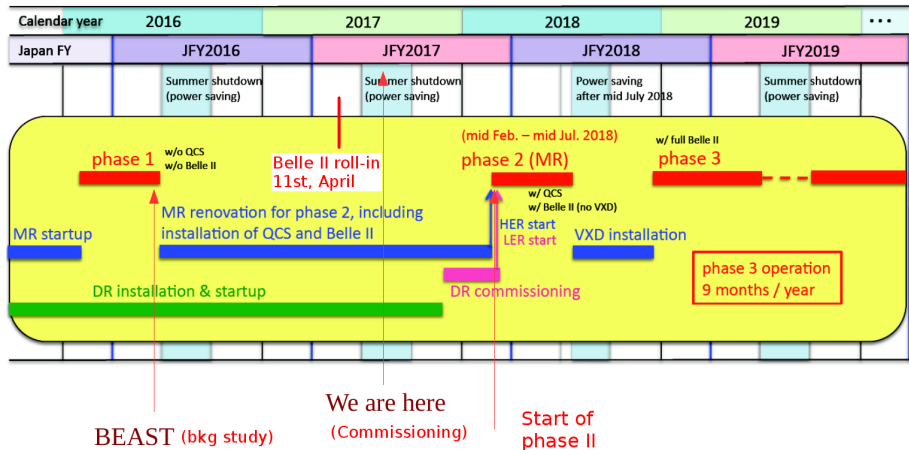 Calendar year 2016 2017 2018 2019 •••
Japan FY JFY2016 JFY2017 JFY2018 JFY2019
Summer shutdown
(power saving)
Summer shutdown
(power saving)
Power saving
after mid July 2018
Summer shutdown
(power saving)
Belle II roll-in
11st, April
phase 1
w/o QCS
w/o Belle II
(mid Feb. – mid Jul. 2018)
phase 2 (MR)
w/ QCS
w/ Belle II (no VXD)
w/ full Belle II
phase 3
MR startup
MR renovation for phase 2, including
installation of QCS and Belle II
HER start
LER start
VXD installation
DR installation & startup
DR commissioning
phase 3 operation
9 months / year
BEAST (bkg study)
We are here
(Commissioning)
Start of
phase II